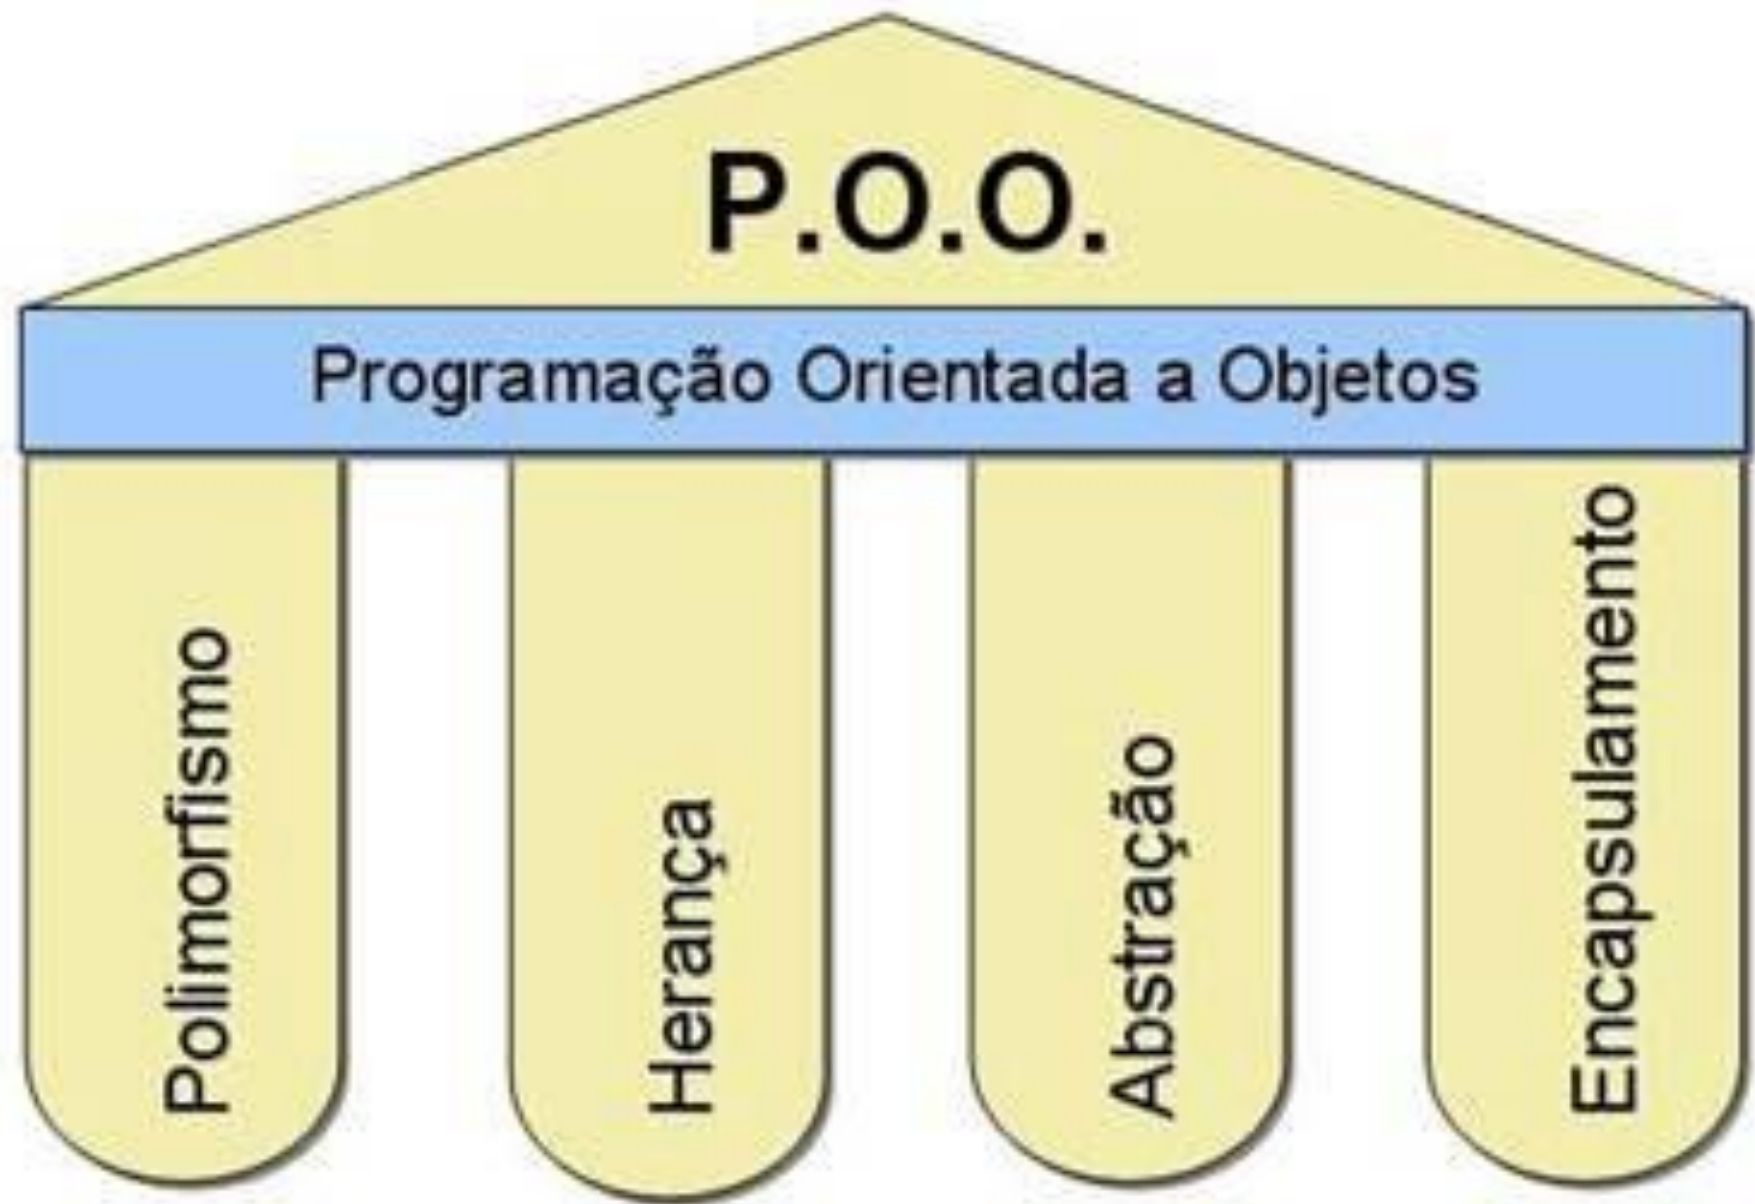 P.O.O.
Programação Orientada a Objetos
Polimorfismo
Herança
Abstração
Encapsulamento